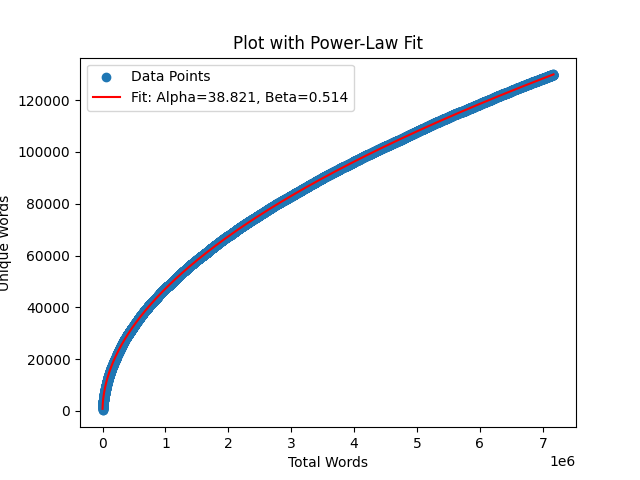 Plot with Power-Law Fit
Data Points
Fit: Alpha=38.821, Beta=0.514
120000
100000
80000
60000
40000
20000
0
Unique Words
0 1 2 3 4 5 6 7
1e6
Total Words